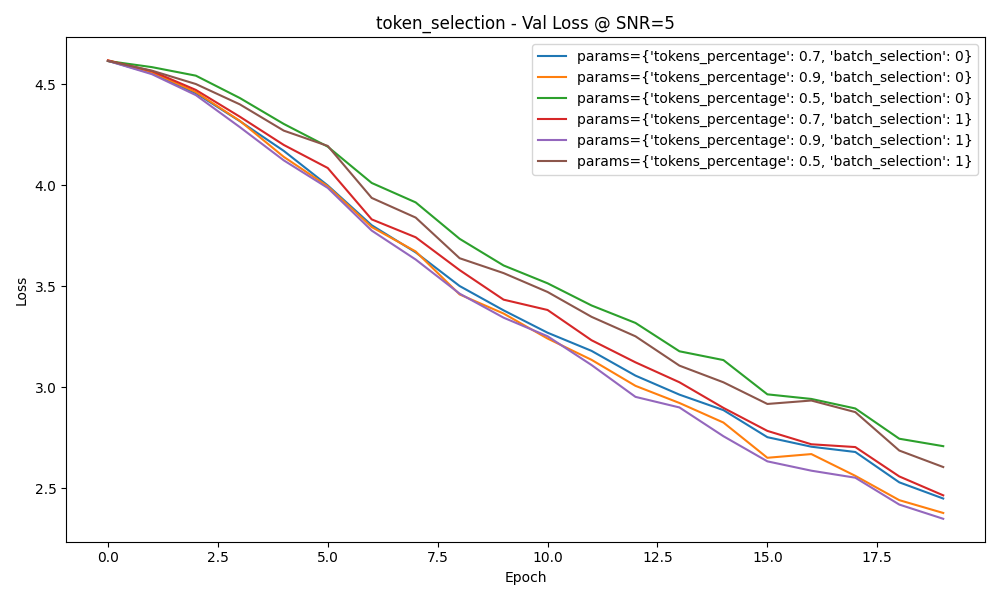 token_selection - Val Loss @ SNR=5
params={'tokens_percentage': 0.7, 'batch_selection': 0}
params={'tokens_percentage': 0.9, 'batch_selection': 0}
params={'tokens_percentage': 0.5, 'batch_selection': 0}
params={'tokens_percentage': 0.7, 'batch_selection': 1}
params={'tokens_percentage': 0.9, 'batch_selection': 1}
params={'tokens_percentage': 0.5, 'batch_selection': 1}
4.5
4.0
3.5
3.0
2.5
Loss
0.0 2.5 5.0 7.5 10.0 12.5 15.0 17.5
Epoch